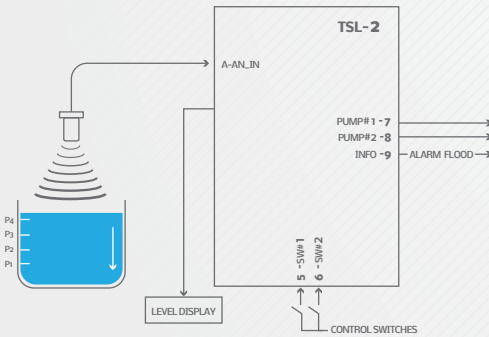 TSL-2
A-AN_IN
PUMP#1 -7
PUMP#2 -8
INFO -9
ALARM FLOOD
P4
P3
P2
P1
5 -SW#1
6 -SW#2
LEVEL DISPLAY
CONTROL SWITCHES